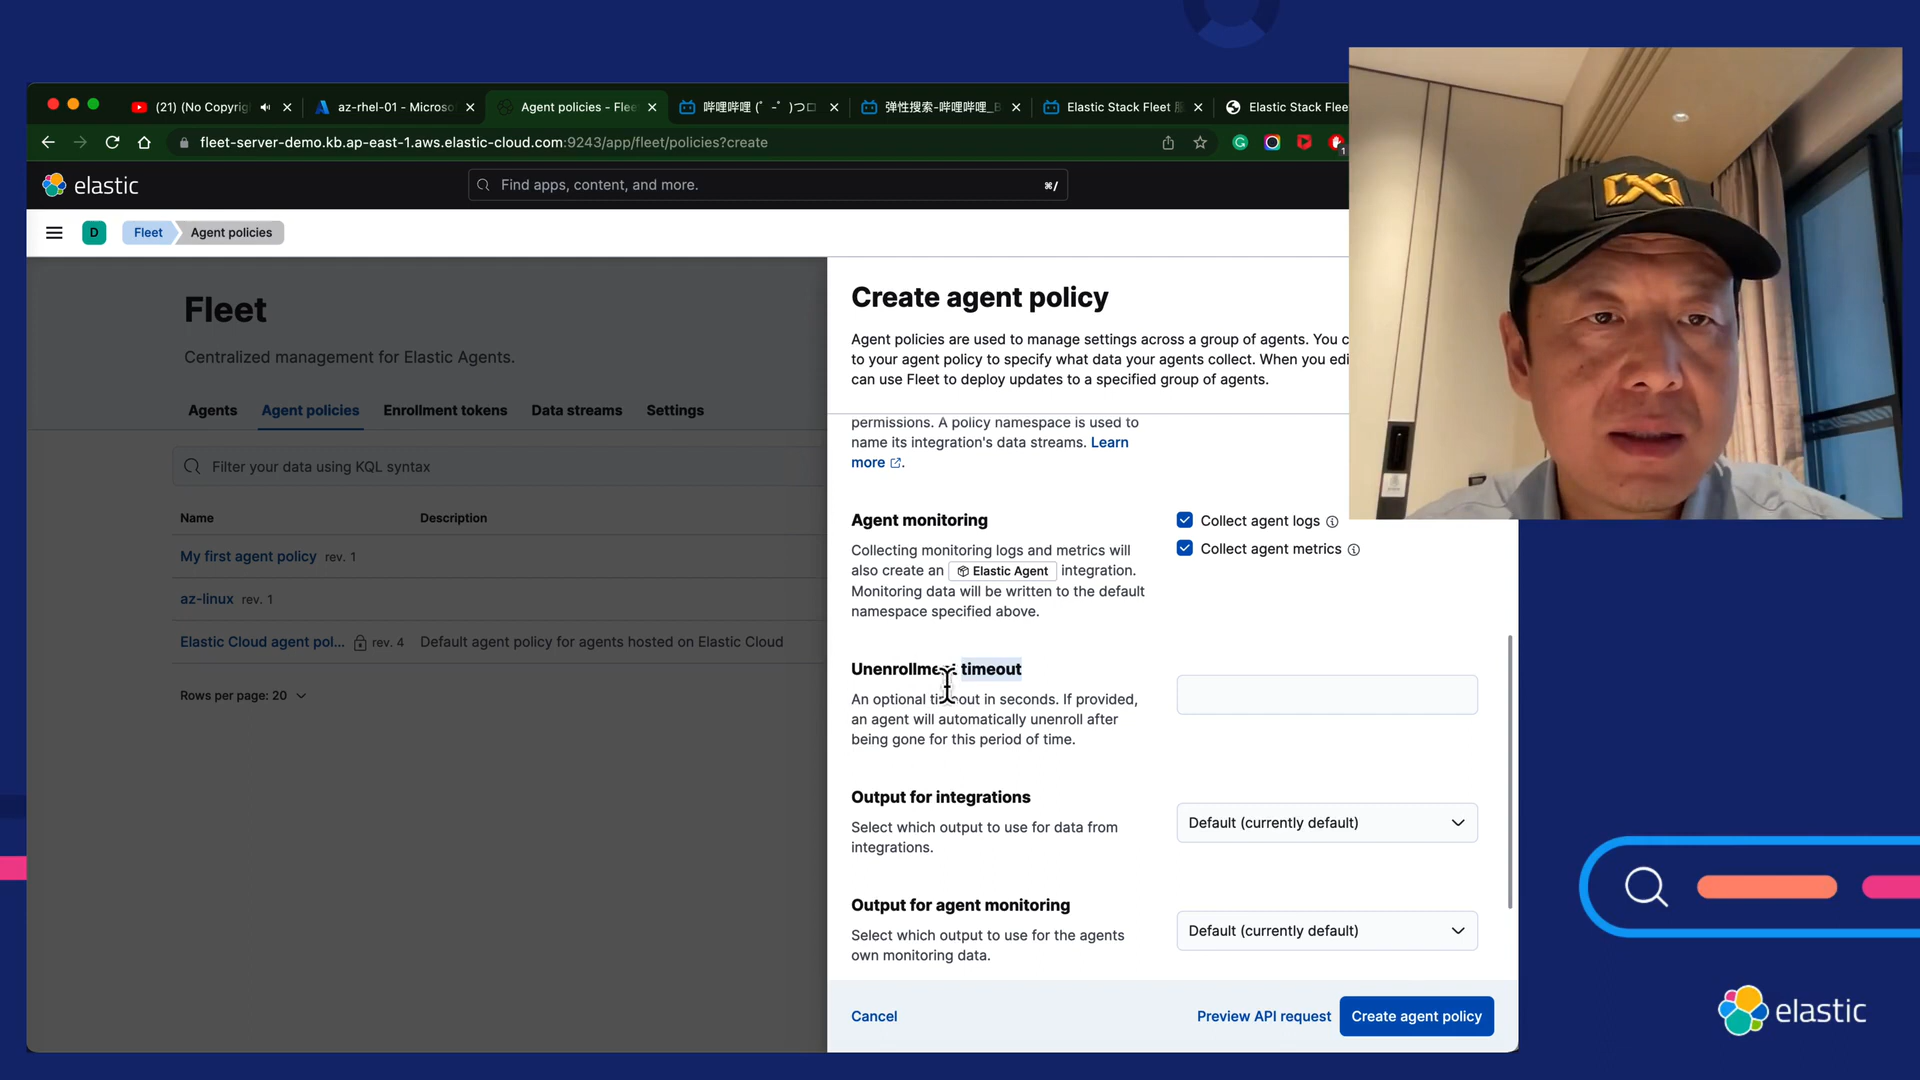 (21) (No Copyrig
az-rhel-01 - Microso
Agent policies - Flee
哔哩哔哩 (゜-゜)つロ
弹性搜索-哔哩哔哩_B
Elastic Stack Fleet
Elastic Stack Flee
fleet-server-demo.kb.ap-east-1.aws.elastic-cloud.com:9243/app/fleet/policies?create
1
elastic
Find apps, content, and more.
⌘/
D
Fleet
Agent policies
Fleet
Centralized management for Elastic Agents.
Agents
Agent policies
Enrollment tokens
Data streams
Settings
Filter your data using KQL syntax
Name
Description
My first agent policy rev. 1
az-linux rev. 1
Elastic Cloud agent pol... rev. 4
Default agent policy for agents hosted on Elastic Cloud
Rows per page: 20
Create agent policy
Agent policies are used to manage settings across a group of agents. You c
to your agent policy to specify what data your agents collect. When you edi
can use Fleet to deploy updates to a specified group of agents.
permissions. A policy namespace is used to
name its integration's data streams. Learn
more.
Agent monitoring
Collecting monitoring logs and metrics will
also create an Elastic Agent integration.
Monitoring data will be written to the default
namespace specified above.
Collect agent logs
Collect agent metrics
Unenrollment timeout
An optional timeout in seconds. If provided,
an agent will automatically unenroll after
being gone for this period of time.
Output for integrations
Select which output to use for data from
integrations.
Default (currently default)
Output for agent monitoring
Select which output to use for the agents
own monitoring data.
Default (currently default)
Cancel
Preview API request
Create agent policy
elastic